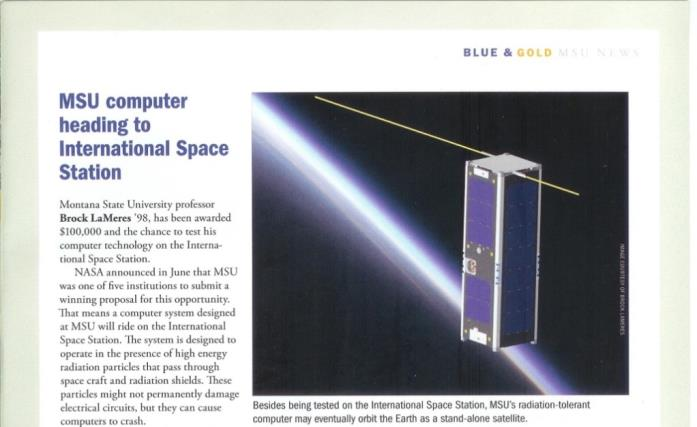 BLUE & GOLD MSU NEWS
MSU computer
heading to
International Space
Station
Montana State University professor
Brock LaMeres '98, has been awarded
$100,000 and the chance to test his
computer technology on the Interna-
tional Space Station.
NASA announced in June that MSU
was one of five institutions to submit a
winning proposal for this opportunity.
That means a computer system designed
at MSU will ride on the International
Space Station. The system is designed to
operate in the presence of high energy
radiation particles that pass through
space craft and radiation shields. These
particles might not permanently damage
electrical circuits, but they can cause
computers to crash.
IMAGE COURTESY OF BROCK LAMERES
Besides being tested on the International Space Station, MSU's radiation-tolerant
computer may eventually orbit the Earth as a stand-alone satellite.